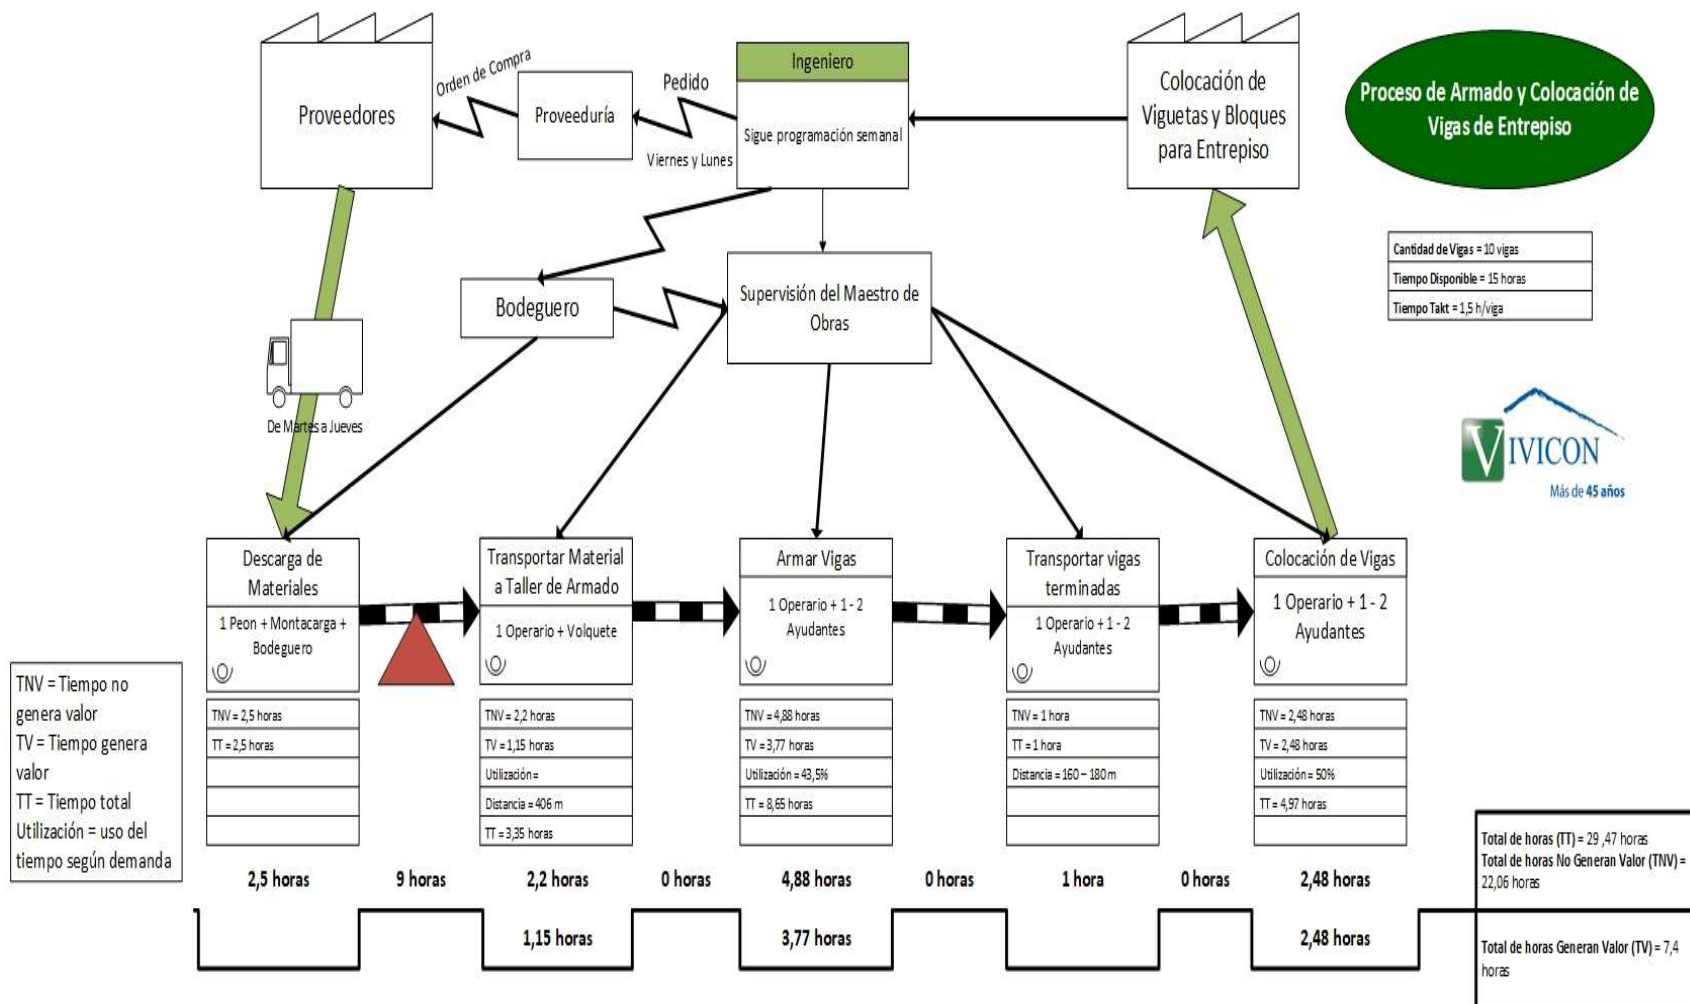 Proveedores
Orden de Compra
Proveeduría
Pedido
Viernes y Lunes
Ingeniero
Sigue programación semanal
Colocación de
Viguetas y Bloques
para Entrepiso
Proceso de Armado y Colocación de
Vigas de Entrepiso
Cantidad de Vigas = 10 vigas
Tiempo Disponible = 15 horas
Tiempo Takt = 1,5 h/viga
Bodeguero
Supervisión del Maestro de
Obras
De Martes a Jueves
VIVICON
Más de 45 años
Descarga de
Materiales
1 Peon + Montacarga +
Bodeguero
TNV = 2,5 horas
TT = 2,5 horas
Transportar Material
a Taller de Armado
1 Operario + Volquete
TNV = 2,2 horas
TV = 1,15 horas
Utilización =
Distancia = 406 m
TT = 3,35 horas
Armar Vigas
1 Operario + 1 - 2
Ayudantes
TNV = 4,88 horas
TV = 3,77 horas
Utilización = 43,5%
TT = 8,65 horas
Transportar vigas
terminadas
1 Operario + 1 - 2
Ayudantes
TNV = 1 hora
TT = 1 hora
Distancia = 160 – 180 m
Colocación de Vigas
1 Operario + 1 - 2
Ayudantes
TNV = 2,48 horas
TV = 2,48 horas
Utilización = 50%
TT = 4,97 horas
TNV = Tiempo no
genera valor
TV = Tiempo genera
valor
TT = Tiempo total
Utilización = uso del
tiempo según demanda
2,5 horas
9 horas
2,2 horas
0 horas
4,88 horas
0 horas
1 hora
0 horas
2,48 horas
1,15 horas
3,77 horas
2,48 horas
Total de horas (TT) = 29 ,47 horas
Total de horas No Generan Valor (TNV) =
22,06 horas
Total de horas Generan Valor (TV) = 7,4
horas